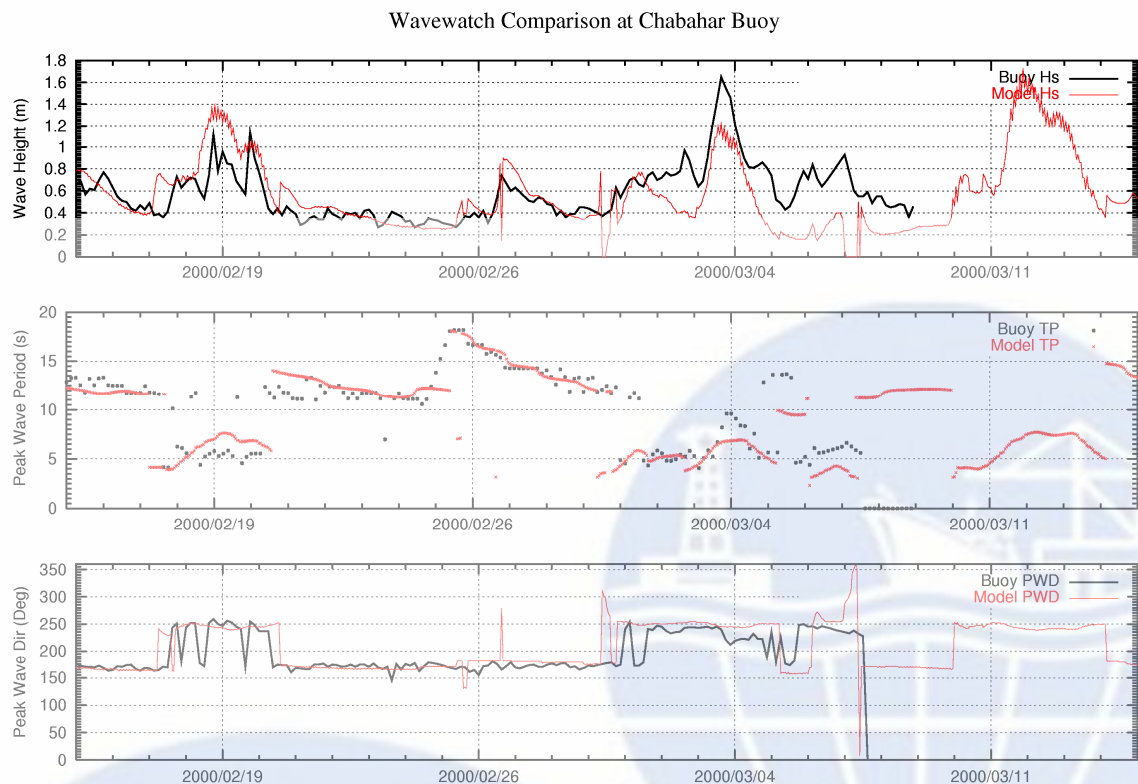 Wavewatch Comparison at Chabahar Buoy
Wave Height (m)
1.8
1.6
1.4
1.2
1
0.8
0.6
0.4
0.2
0
Buoy Hs
Model Hs
2000/02/19 2000/02/26 2000/03/04 2000/03/11
Peak Wave Period (s)
20
15
10
5
0
Buoy TP
Model TP
2000/02/19 2000/02/26 2000/03/04 2000/03/11
Peak Wave Dir (Deg)
350
300
250
200
150
100
50
0
Buoy PWD
Model PWD
2000/02/19 2000/02/26 2000/03/04 2000/03/11